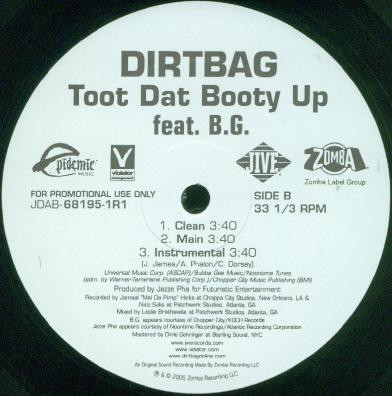 DIRTBAG
Toot Dat Booty Up
feat. B.G.
Epidemic
MUSIC
V
violator
JIVE
ZOMBA
Zomba Label Group
FOR PROMOTIONAL USE ONLY
JDAB-68195-1R1
SIDE B
33 1/3 RPM
1. Clean 3:40
2. Main 3:40
3. Instrumental 3:40
(J. James/A. Phalon/C. Dorsey)
Universal Music Corp. (ASCAP)/Bubba Gee Music/Noontime Tunes
(adm. by Warner-Tamerlane Publishing Corp.)/Chopper City Music Publishing (BMI)
Produced by Jazze Pha for Futuristic Entertainment
Recorded by Jamaal "Mal Da Pimp" Hicks at Choppa City Studios, New Orleans, LA &
Nico Solis at Patchwerk Studios, Atlanta, GA
Mixed by Leslie Brathwaite at Patchwerk Studios, Atlanta, GA
B.G. appears courtesy of Chopper City/KOCH Records
Jazze Pha appears courtesy of Noontime Recordings/Atlantic Recording Corporation
Mastered by Chris Gehringer at Sterling Sound, NYC
www.jiverecords.com
www.violator.com
www.dirtbagonline.com
An Original Sound Recording Made By Zomba Recording LLC
℗ & © 2005 Zomba Recording LLC